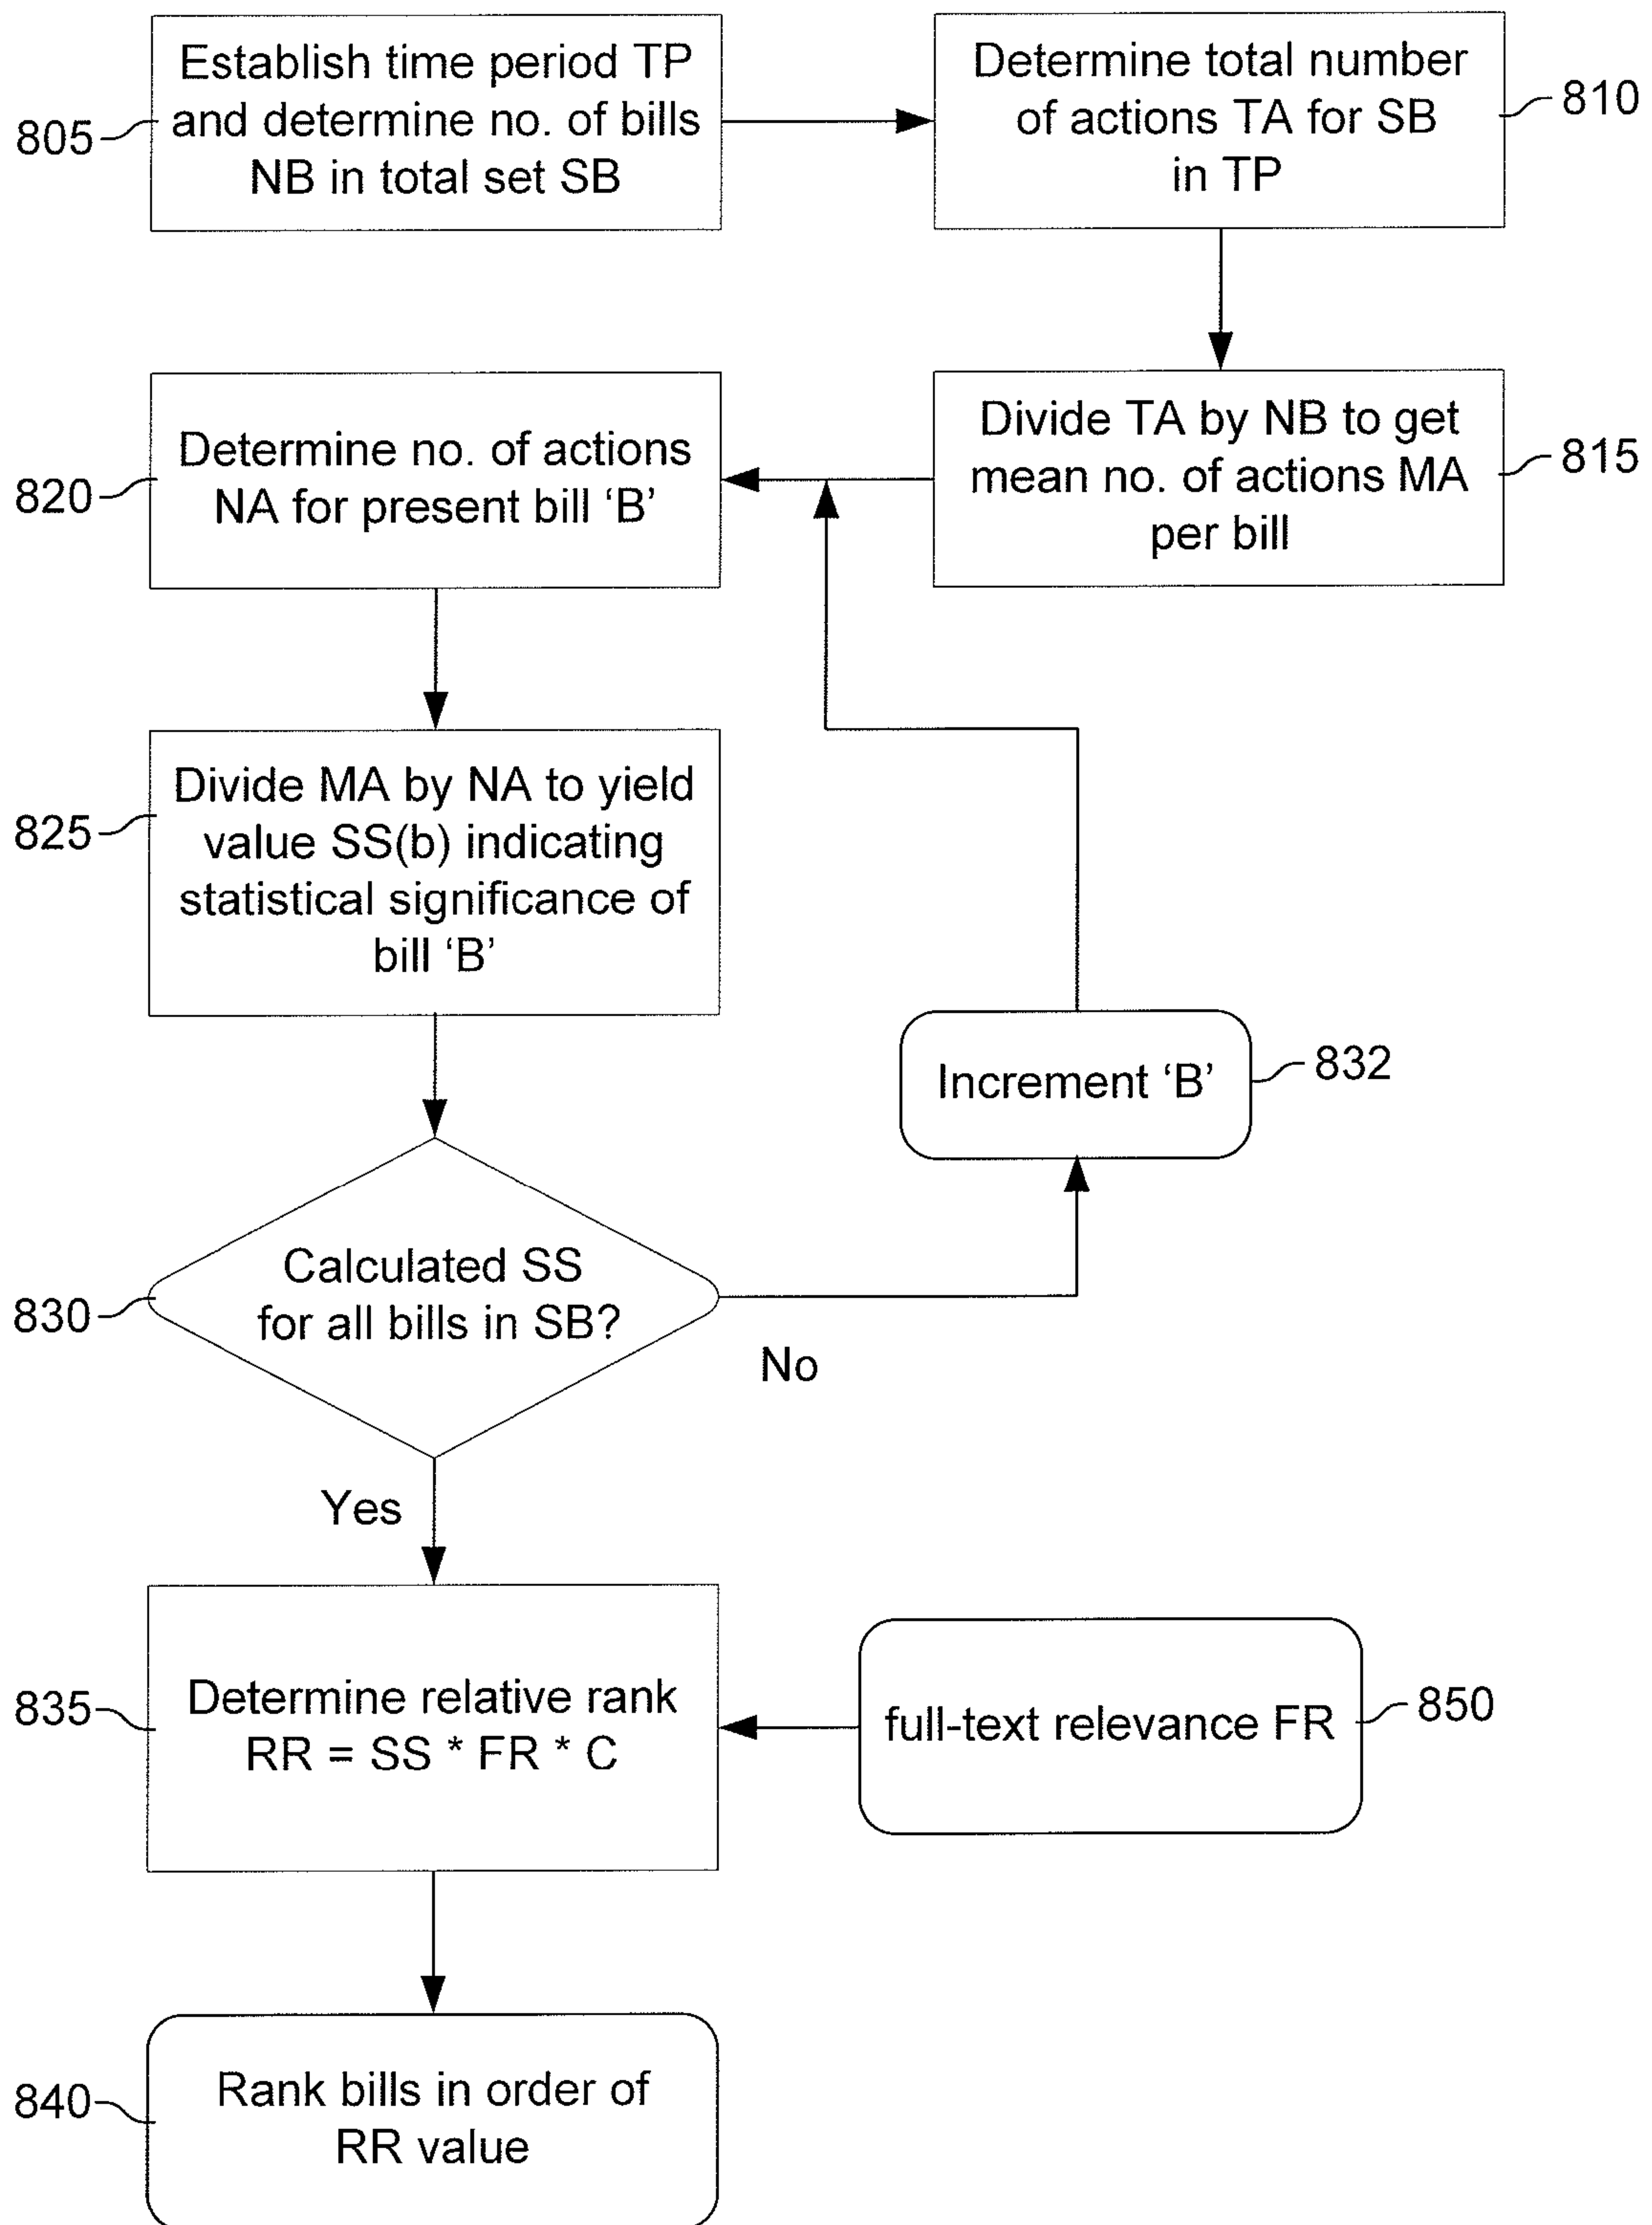 Establish time period TP
and determine no. of bills
NB in total set SB
805
Determine total number
of actions TA for SB
in TP
810
Divide TA by NB to get
mean no. of actions MA
per bill
815
Determine no. of actions
NA for present bill ‘B’
820
Divide MA by NA to yield
value SS(b) indicating
statistical significance of
bill ‘B’
825
Increment ‘B’
832
Calculated SS
for all bills in SB?
830
No
Yes
Determine relative rank
RR = SS * FR * C
835
full-text relevance FR
850
Rank bills in order of
RR value
840